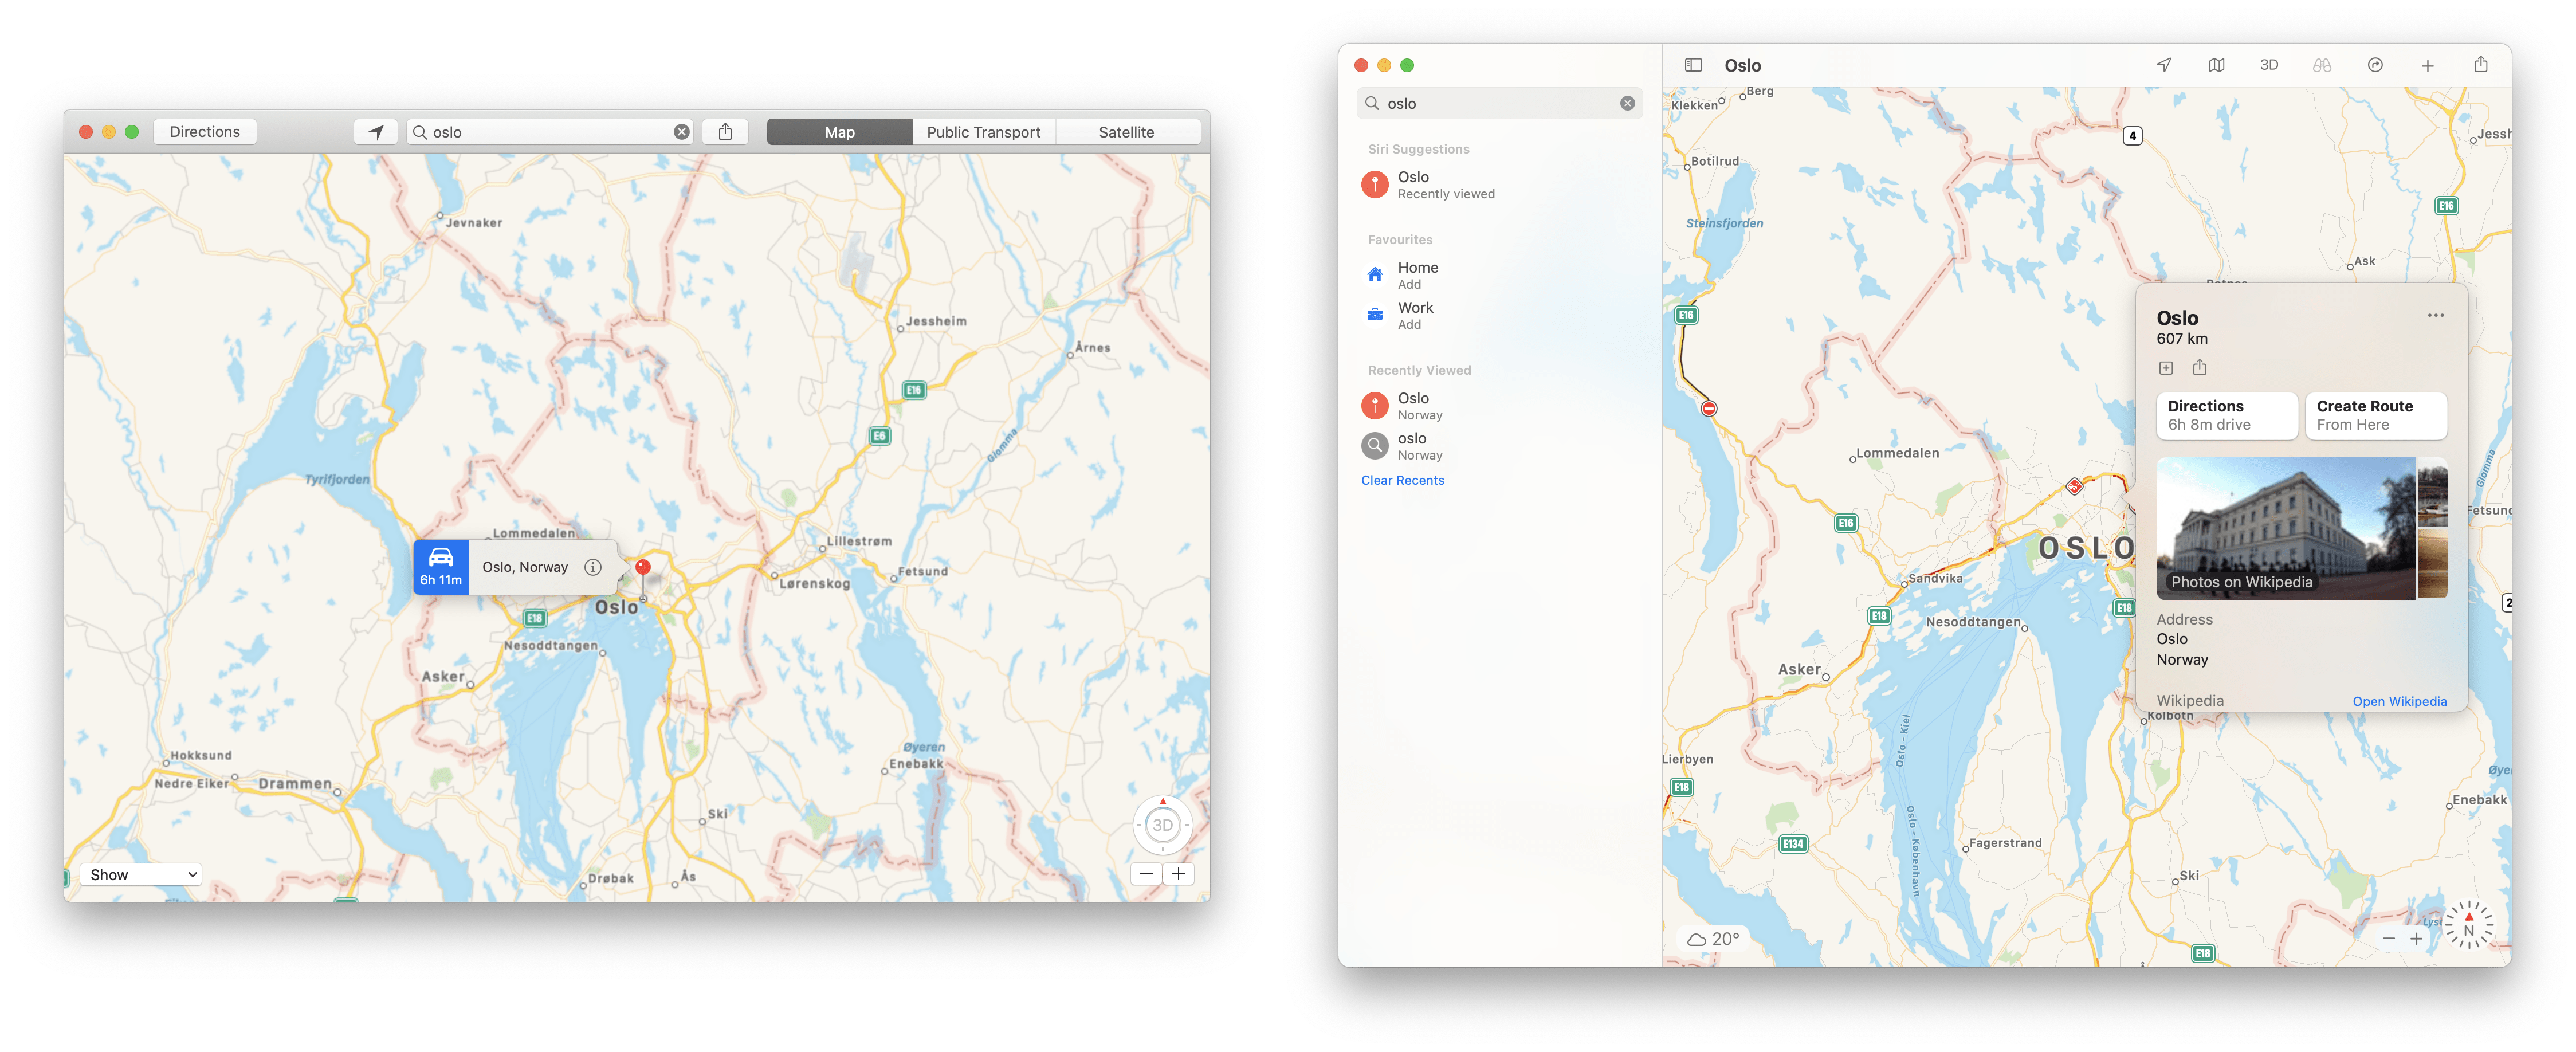 Directions
oslo
Map
Public Transport
Satellite
Jevnaker
Jessheim
Årnes
E16
E6
Glomma
Tyrifjorden
Lommedalen
Lillestrøm
6h 11m
Oslo, Norway
Fetsund
Lørenskog
Oslo
E18
Nesoddtangen
Asker
Øyeren
Hokksund
Enebakk
Nedre Eiker
Drammen
Ski
3D
Show
Drøbak
Ås
Oslo
3D
oslo
Siri Suggestions
Oslo
Recently viewed
Favourites
Home
Add
Work
Add
Recently Viewed
Oslo
Norway
oslo
Norway
Clear Recents
Berg
Klekken
4
Botilrud
E16
Steinsfjorden
Ask
E16
Oslo
607 km
Directions
6h 8m drive
Create Route
From Here
Lommedalen
Glomma
E16
OSLO
Photos on Wikipedia
Sandvika
E18
E18
Nesoddtangen
Address
Oslo
Norway
Asker
Wikipedia
Open Wikipedia
Kolbotn
Oslo - Kiel
Lierbyen
E18
Enebakk
Oslo - København
E134
Fagerstrand
Ski
20°
N
E18